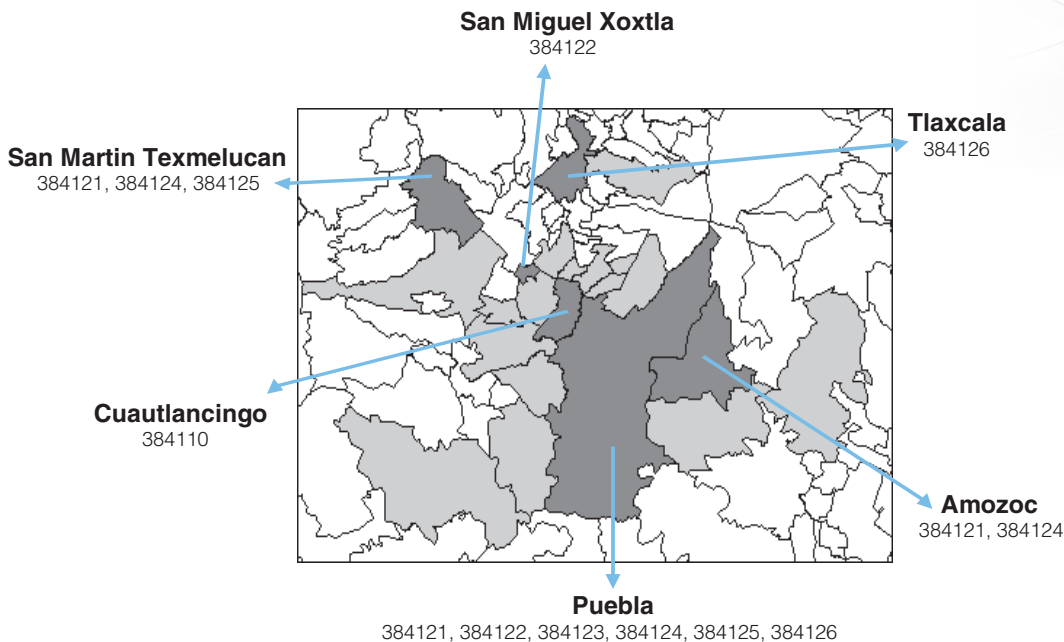 San Miguel Xoxtla
384122
Tlaxcala
384126
San Martin Texmelucan
384121, 384124, 384125
Cuautlancingo
384110
Amozoc
384121, 384124
Puebla
384121, 384122, 384123, 384124, 384125, 384126